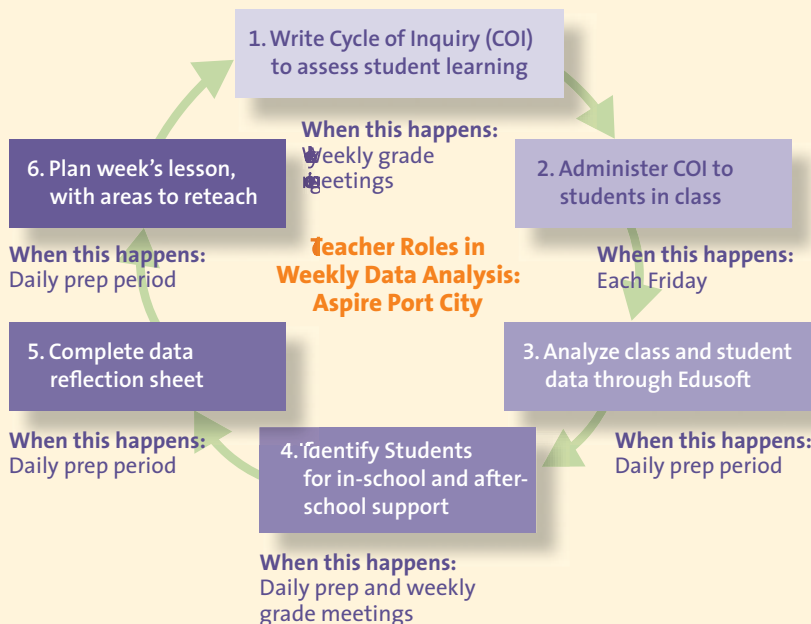 1. Write Cycle of Inquiry (COI)
to assess student learning
When this happens:
Weekly grade
meetings
2. Administer COI to
students in class
When this happens:
Each Friday
3. Analyze class and student
data through Edusoft
When this happens:
Daily prep period
4. Identify Students
for in-school and after-
school support
When this happens:
Daily prep and weekly
grade meetings
5. Complete data
reflection sheet
When this happens:
Daily prep period
6. Plan week's lesson,
with areas to reteach
When this happens:
Daily prep period
Teacher Roles in
Weekly Data Analysis:
Aspire Port City